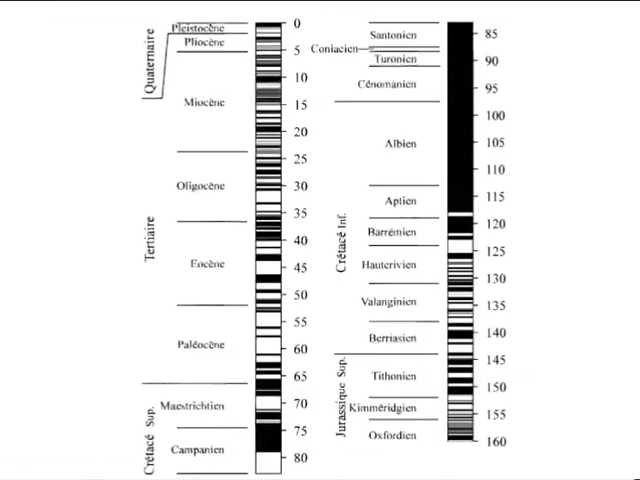 Quaternaire
Pleistocène
Pliocène
Miocène
Tertiaire
Oligocène
Eocène
Paléocène
Crétacé Sup.
Maestrichtien
Campanien
0
5
10
15
20
25
30
35
40
45
50
55
60
65
70
75
80
Santonien
Coniacien
Turonien
Cénomanien
Crétacé Inf.
Albien
Aptien
Barrémien
Hauterivien
Valanginien
Berriasien
Jurassique Sup.
Tithonien
Kimméridgien
Oxfordien
85
90
95
100
105
110
115
120
125
130
135
140
145
150
155
160